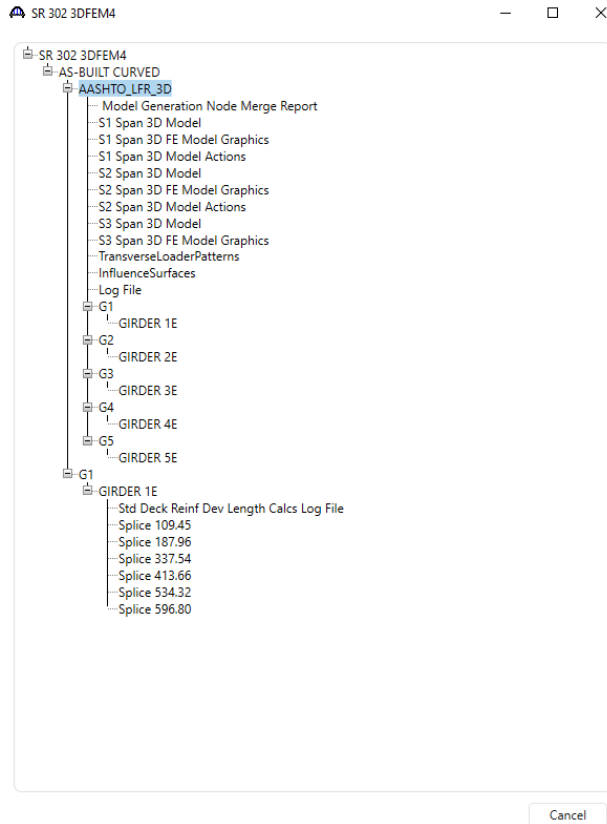 SR 302 3DFEM4
SR 302 3DFEM4
AS-BUILT CURVED
AASHTO_LFR_3D
Model Generation Node Merge Report
S1 Span 3D Model
S1 Span 3D FE Model Graphics
S1 Span 3D Model Actions
S2 Span 3D Model
S2 Span 3D FE Model Graphics
S2 Span 3D Model Actions
S3 Span 3D Model
S3 Span 3D FE Model Graphics
TransverseLoaderPatterns
InfluenceSurfaces
Log File
G1
GIRDER 1E
G2
GIRDER 2E
G3
GIRDER 3E
G4
GIRDER 4E
G5
GIRDER 5E
G1
GIRDER 1E
Std Deck Reinf Dev Length Calcs Log File
Splice 109.45
Splice 187.96
Splice 337.54
Splice 413.66
Splice 534.32
Splice 596.80
Cancel